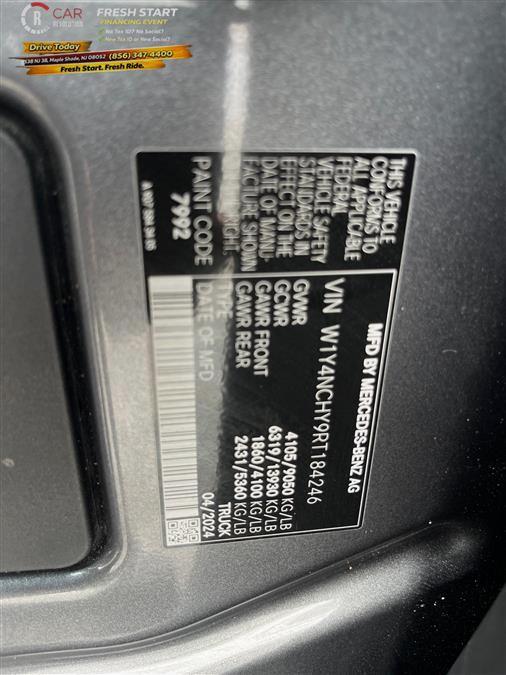 CAR
REVOLUTION
FRESH START
FINANCING EVENT
No Tax ID? No Social?
New Tax ID or New Social?
Drive Today
(856) 347-4400
Fresh Start. Fresh Ride.
MFD BY MERCEDES-BENZ AG
VIN W1Y4NCHY9RT184246
GVWR 4105/9050 KG/LB
GCWR 6319/13930 KG/LB
GAWR FRONT 1860/4100 KG/LB
GAWR REAR 2431/5360 KG/LB
TYPE TRUCK
DATE OF MFD 04/2024
THIS VEHICLE
CONFORMS TO
ALL APPLICABLE
FEDERAL
VEHICLE SAFETY
STANDARDS IN
EFFECT ON THE
DATE OF MANU-
FACTURE SHOWN
PAINT CODE
7992